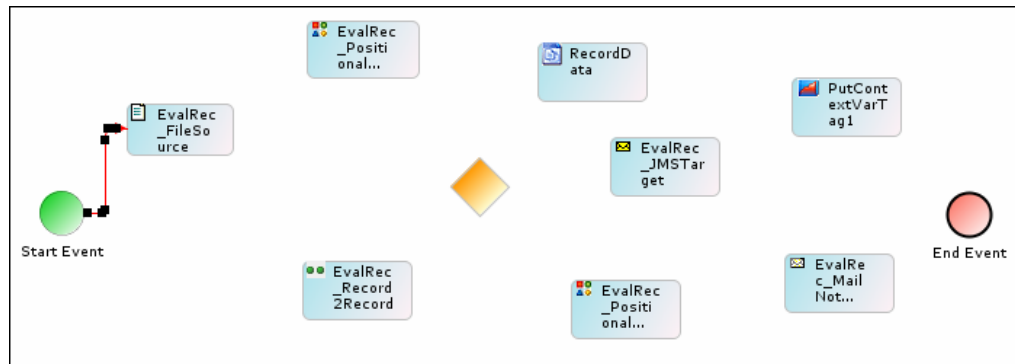 EvalRec
_Positi
onal...
RecordD
ata
PutCont
extVarT
ag1
EvalRec
_FileSo
urce
EvalRec
_JMSTar
get
Start Event
End Event
EvalRec
_Record
2Record
EvalRec
_Positi
onal...
EvalRe
c_Mail
Not...